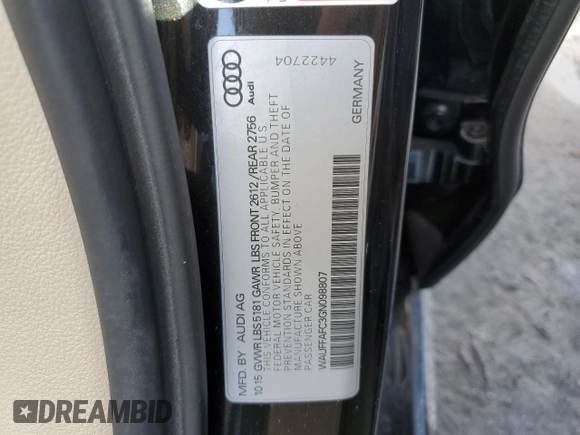 4422704
Audi
GERMANY
MFD. BY AUDI AG
10 15 GVWR LBS 5181 GAWR LBS FRONT 2612 / REAR 2756
THIS VEHICLE CONFORMS TO ALL APPLICABLE U.S.
FEDERAL MOTOR VEHICLE SAFETY, BUMPER AND THEFT
PREVENTION STANDARDS IN EFFECT ON THE DATE OF
MANUFACTURE SHOWN ABOVE
PASSENGER CAR
WAUFFAFC3GN098807
DREAMBID